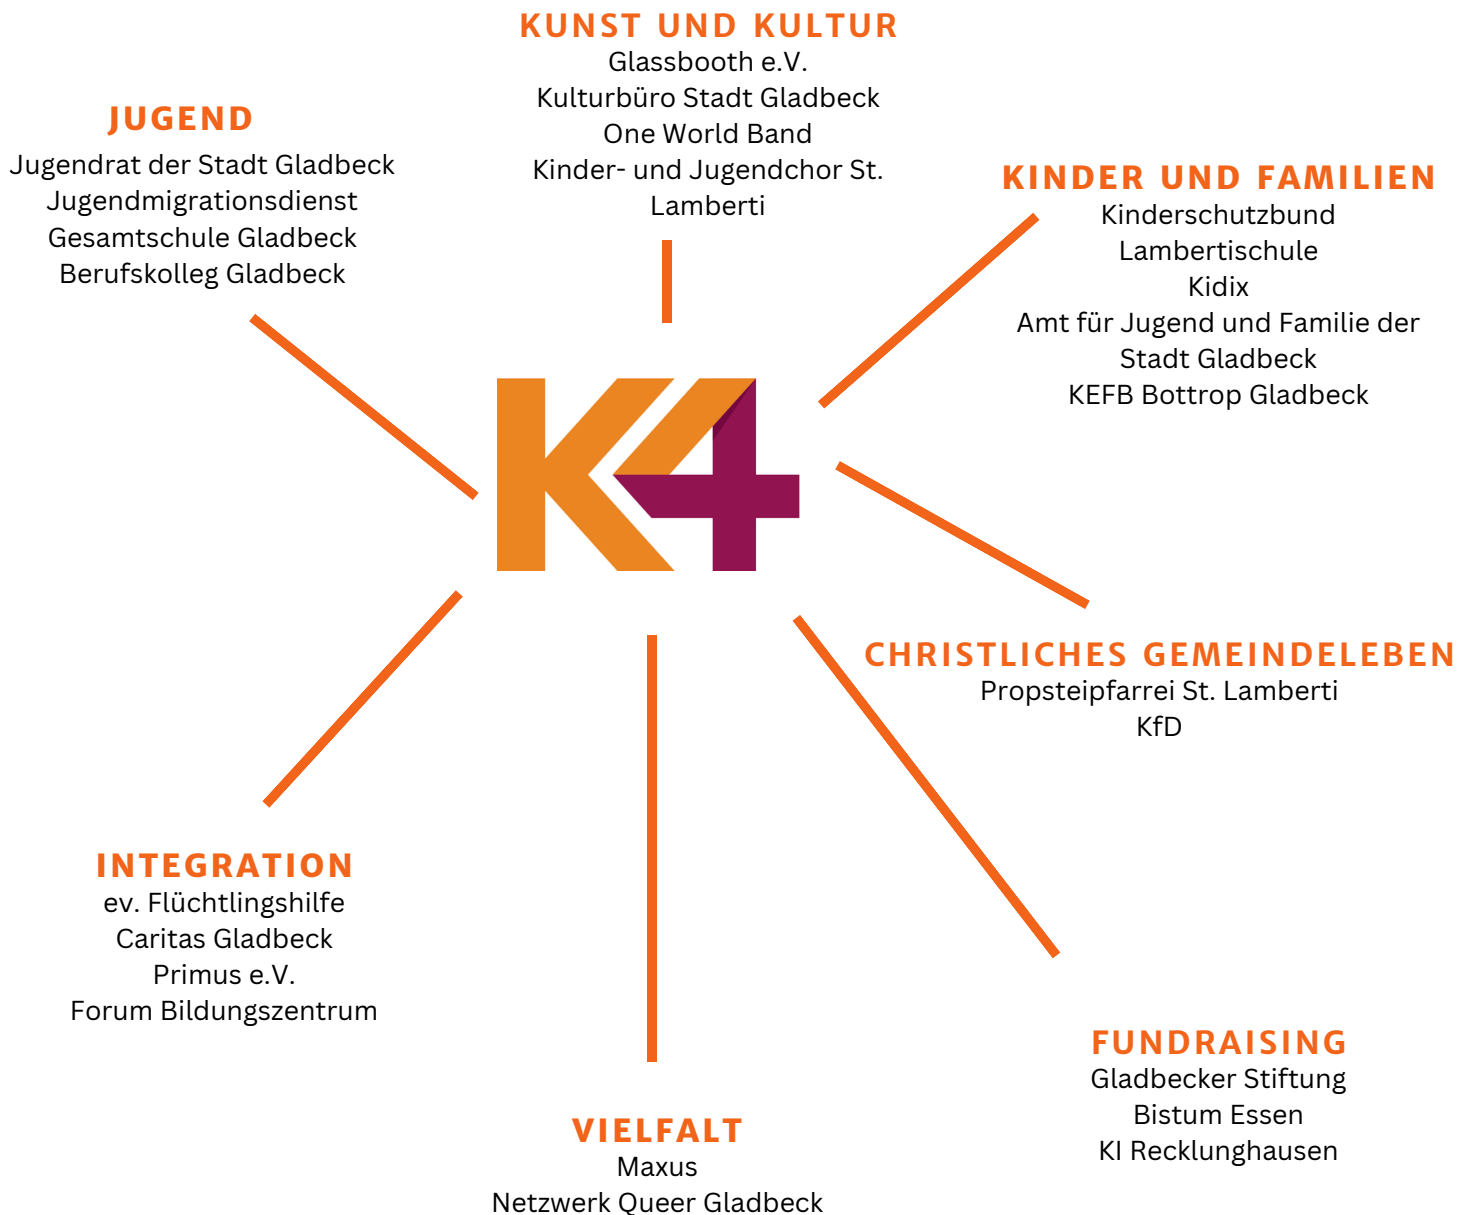 KUNST UND KULTUR
Glassbooth e.V.
Kulturbüro Stadt Gladbeck
One World Band
Kinder- und Jugendchor St.
Lamberti
JUGEND
Jugendrat der Stadt Gladbeck
Jugendmigrationsdienst
Gesamtschule Gladbeck
Berufskolleg Gladbeck
KINDER UND FAMILIEN
Kinderschutzbund
Lambertischule
Kidix
Amt für Jugend und Familie der
Stadt Gladbeck
KEFB Bottrop Gladbeck
K4
CHRISTLICHES GEMEINDELEBEN
Propsteipfarrei St. Lamberti
KfD
INTEGRATION
ev. Flüchtlingshilfe
Caritas Gladbeck
Primus e.V.
Forum Bildungszentrum
FUNDRAISING
Gladbecker Stiftung
Bistum Essen
KI Recklunghausen
VIELFALT
Maxus
Netzwerk Queer Gladbeck